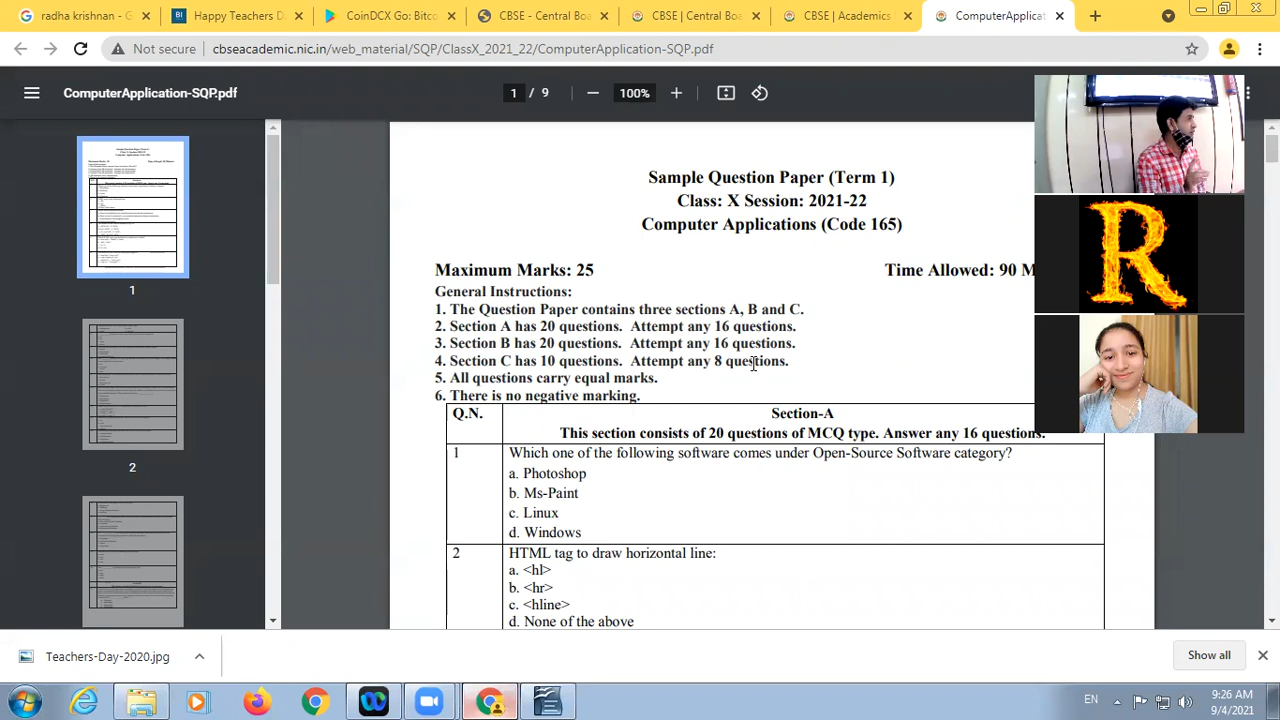 radha krishnan - G
Happy Teachers D
CoinDCX Go: Bitco
CBSE - Central Boa
CBSE | Central Boa
CBSE | Academics
ComputerApplicat
Not secure
cbseacademic.nic.in/web_material/SQP/ClassX_2021_22/ComputerApplication-SQP.pdf
ComputerApplication-SQP.pdf
1 / 9
100%
Sample Question Paper (Term 1)
Class: X Session: 2021-22
Computer Applications (Code 165)
Maximum Marks: 25 Time Allowed: 90 M
General Instructions:
1. The Question Paper contains three sections A, B and C.
2. Section A has 20 questions. Attempt any 16 questions.
3. Section B has 20 questions. Attempt any 16 questions.
4. Section C has 10 questions. Attempt any 8 questions.
5. All questions carry equal marks.
6. There is no negative marking.
Q.N. Section-A
This section consists of 20 questions of MCQ type. Answer any 16 questions.
1 Which one of the following software comes under Open-Source Software category?
a. Photoshop
b. Ms-Paint
c. Linux
d. Windows
2 HTML tag to draw horizontal line:
a. <hl>
b. <hr>
c. <hline>
d. None of the above
1
2
R
Teachers-Day-2020.jpg
Show all
EN
9:26 AM
9/4/2021